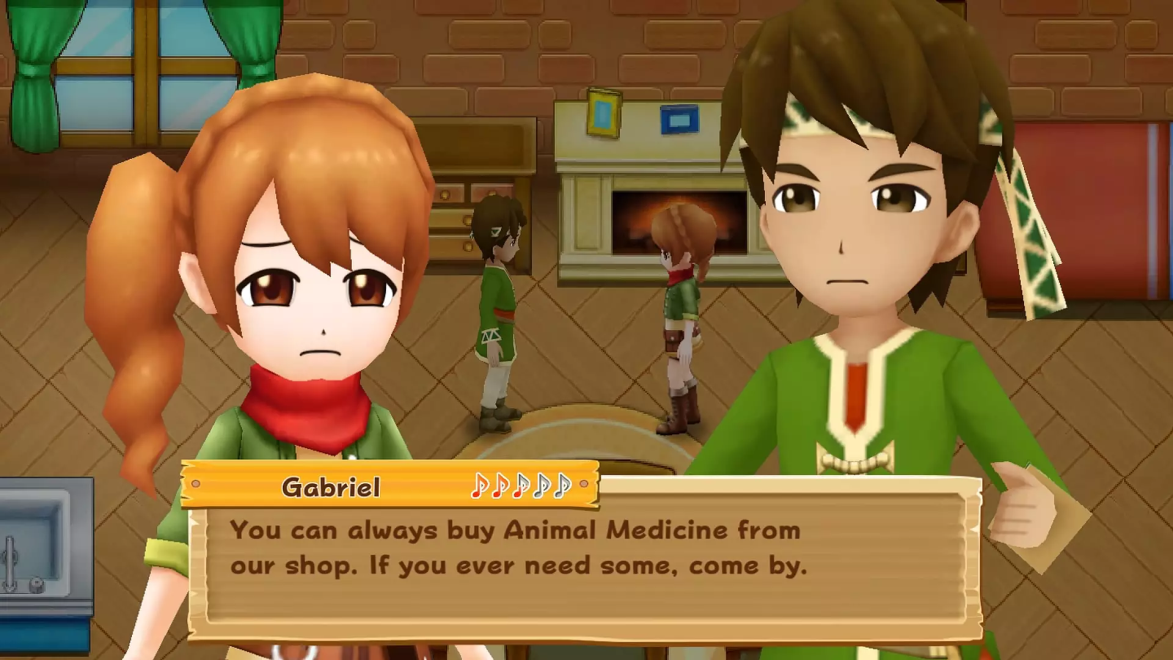 Gabriel
You can always buy Animal Medicine from
our shop. If you ever need some, come by.